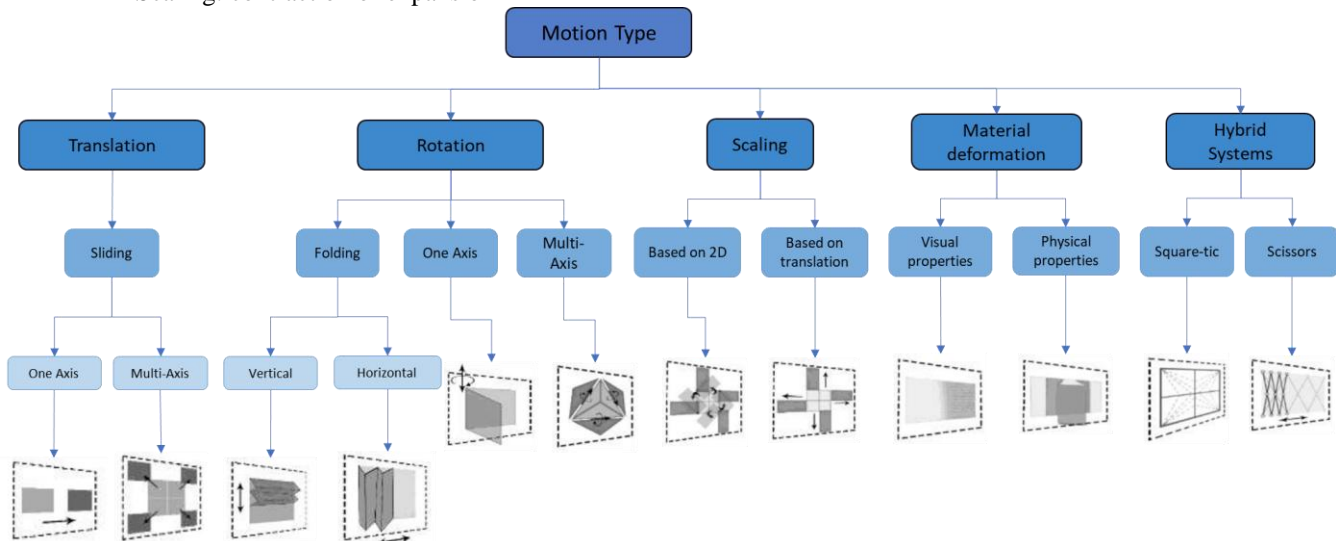 Motion Type
Translation
Rotation
Scaling
Material
deformation
Hybrid
Systems
Sliding
Folding
One Axis
Multi-
Axis
Based on 2D
Based on
translation
Visual
properties
Physical
properties
Square-tic
Scissors
One Axis
Multi-Axis
Vertical
Horizontal